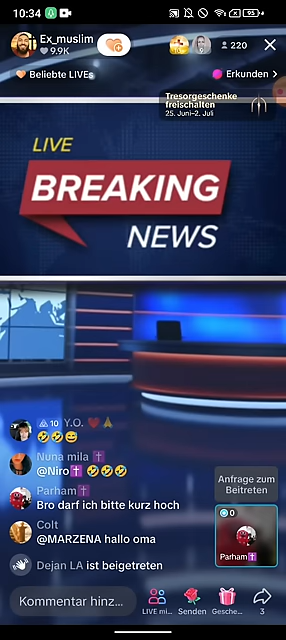 10:34
95
Ex_muslim
9.9K
220
Beliebte LIVEs
Erkunden >
Tresorgeschenke
freischalten
25. Juni–2. Juli
LIVE
BREAKING
NEWS
10 Y.O. ❤️🙏
🤣🤣😅
Nuna mila ✝️
@Niro✝️ 🤣🤣🤣
Parham✝️
Bro darf ich bitte kurz hoch
Colt
@MARZENA hallo oma
Dejan LA ist beigetreten
Anfrage zum
Beitreten
0
Parham✝️
Kommentar hinz...
LIVE mi...
Senden
Gesche...
3